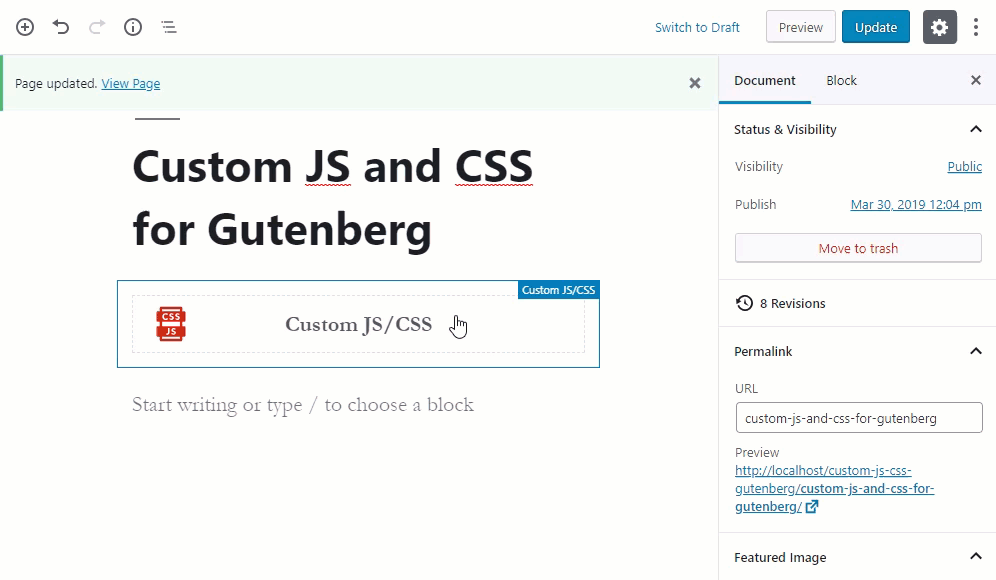 Switch to Draft
Preview
Update
Page updated. View Page
Document
Block
Custom JS and CSS
for Gutenberg
Custom JS/CSS
CSS
JS
Custom JS/CSS
Start writing or type / to choose a block
Status & Visibility
Visibility
Public
Publish
Mar 30, 2019 12:04 pm
Move to trash
8 Revisions
Permalink
URL
custom-js-and-css-for-gutenberg
Preview
http://localhost/custom-js-css-
gutenberg/custom-js-and-css-for-
gutenberg/
Featured Image